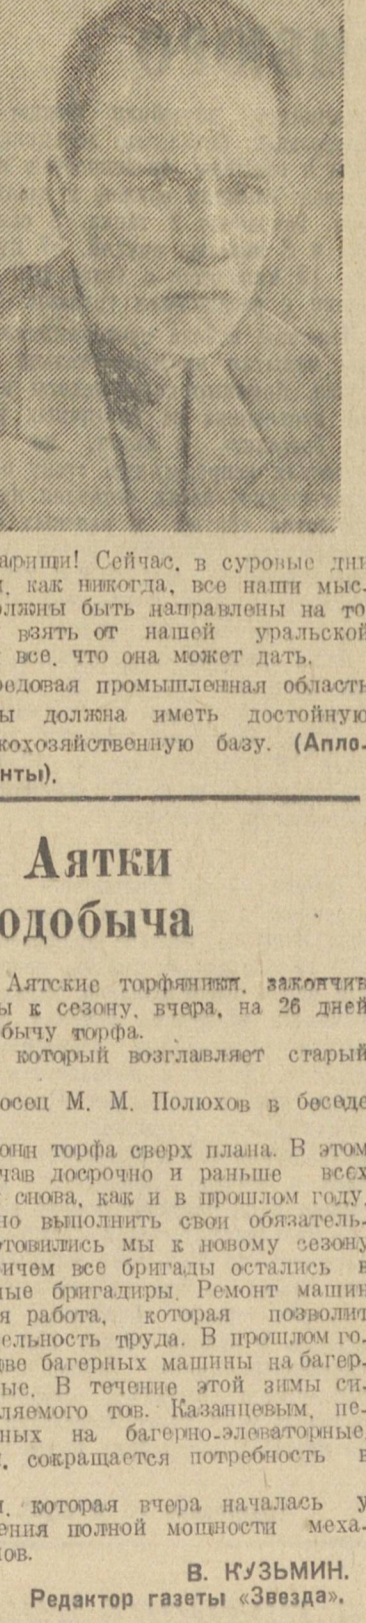 арищи! Сейчас, в суровые дни
, как никогда, все наши мыс-
олжны быть направлены на то
взять от нашей уральской
все, что она может дать.
редовая промышленная область
ы должна иметь достойную
кохозяйственную базу. (Апло-
нты).
Аятки
одобыча
Аятские торфяники, закончив
ы к сезону, вчера, на 26 дней
бычу торфа.
который возглавляет старый
осец М. М. Полюхов в беседе
онн торфа сверх плана. В этом
чав досрочно и раньше всех
снова, как и в прошлом году,
но выполнить свои обязатель-
товились мы к новому сезону
ичем все бригады остались в
ные бригадиры. Ремонт машин
я работа, которая позволит
ельность труда. В прошлом го-
две багерных машины на багер-
ые. В течение этой зимы си-
ляемого тов. Казанцевым, пе-
ных на багерно-элеваторные
, сокращается потребность в
, которая вчера началась у
ения полной мощности меха-
ов.
В. КУЗЬМИН.
Редактор газеты «Звезда».